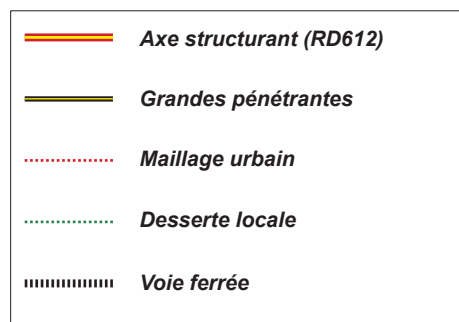 Axe structurant (RD612)
Grandes pénétrantes
Maillage urbain
Desserte locale
Voie ferrée